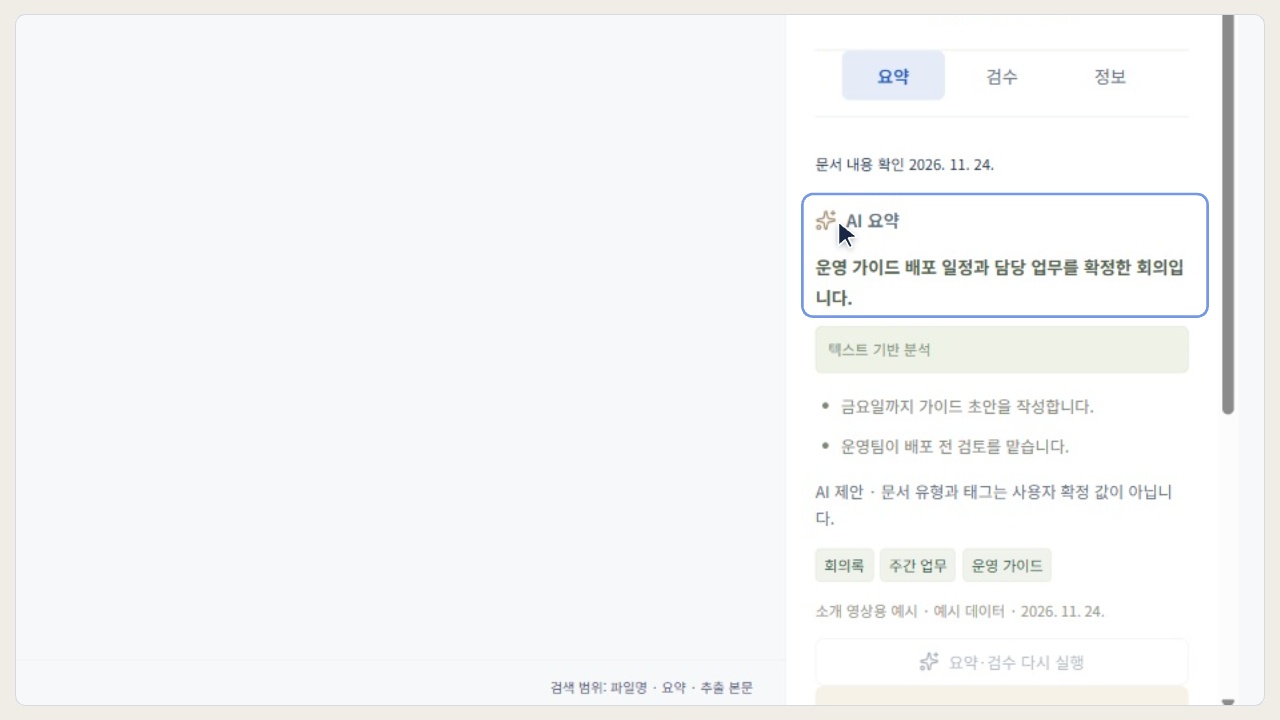 요약 검수 정보
문서 내용 확인 2026. 11. 24.
AI 요약
운영 가이드 배포 일정과 담당 업무를 확정한 회의입
니다.
텍스트 기반 분석
• 금요일까지 가이드 초안을 작성합니다.
• 운영팀이 배포 전 검토를 맡습니다.
AI 제안 · 문서 유형과 태그는 사용자 확정 값이 아닙니
다.
회의록 주간 업무 운영 가이드
소개 영상용 예시 · 예시 데이터 · 2026. 11. 24.
요약·검수 다시 실행
검색 범위: 파일명 · 요약 · 추출 본문